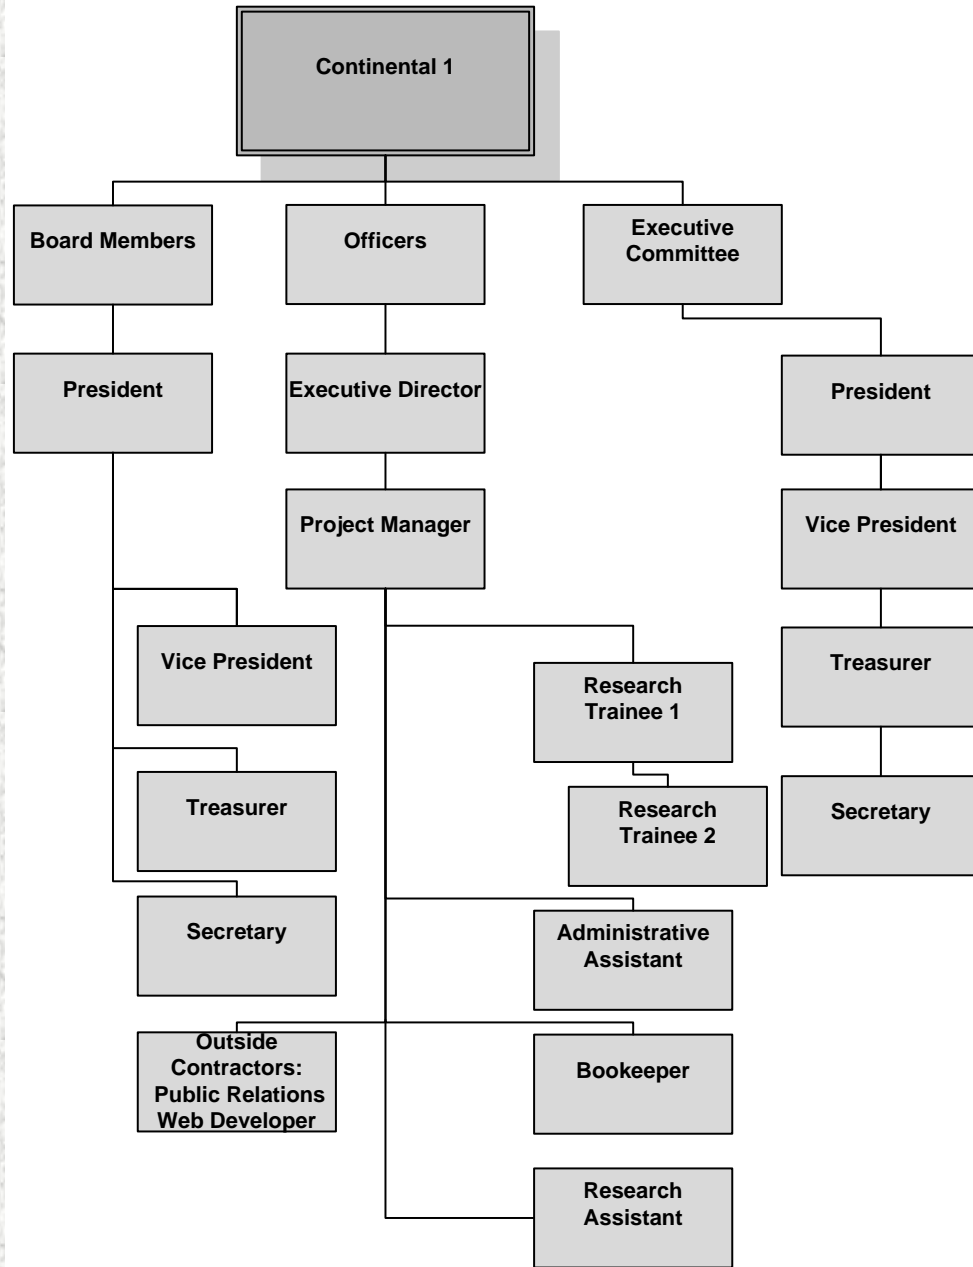 Continental 1
Board Members
Officers
Executive
Committee
President
Executive Director
President
Project Manager
Vice President
Vice President
Treasurer
Research
Trainee 1
Treasurer
Research
Trainee 2
Secretary
Secretary
Administrative
Assistant
Outside
Contractors:
Public Relations
Web Developer
Bookeeper
Research
Assistant